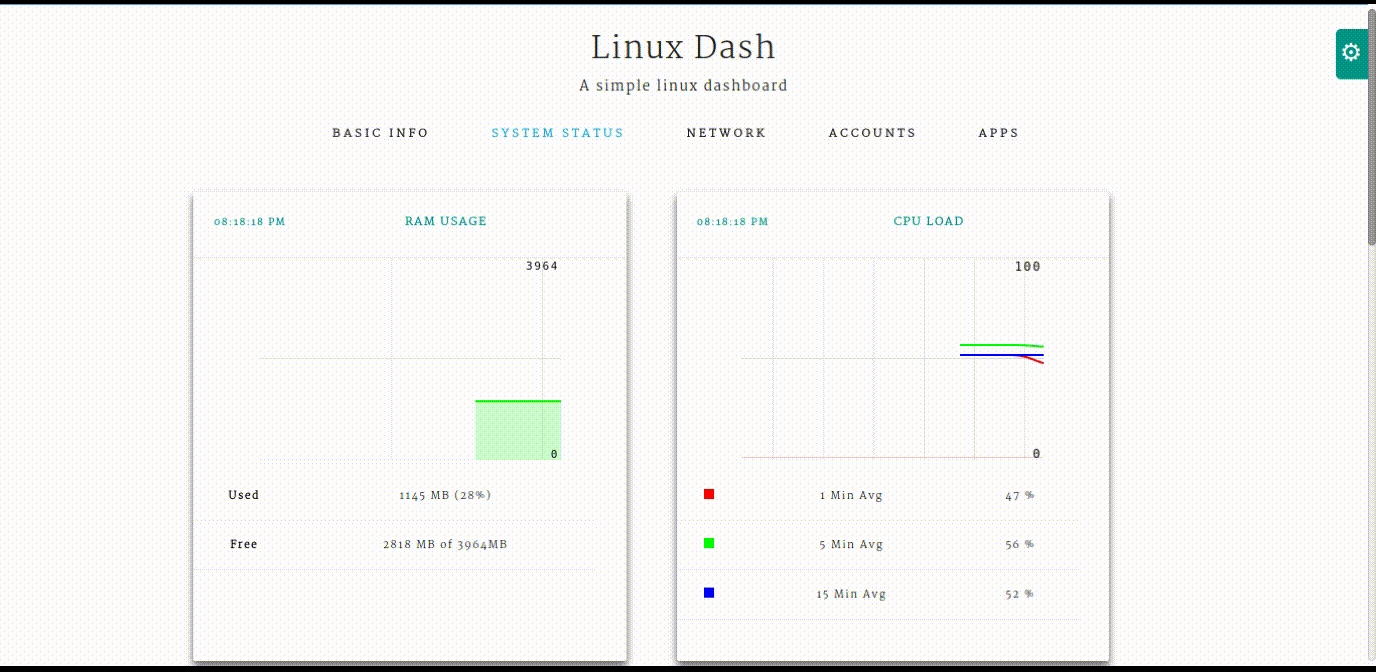 Linux Dash
A simple linux dashboard
BASIC INFO SYSTEM STATUS NETWORK ACCOUNTS APPS
08:18:18 PM RAM USAGE
3964
0
Used 1145 MB (28%)
Free 2818 MB of 3964MB
08:18:18 PM CPU LOAD
100
0
1 Min Avg 47 %
5 Min Avg 56 %
15 Min Avg 52 %